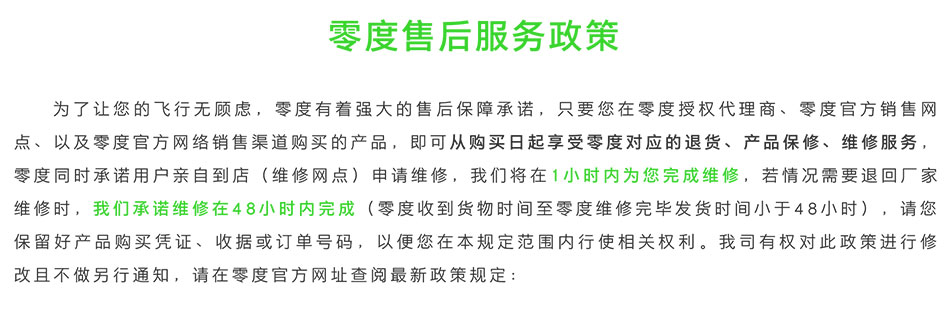 零度售后服务政策
为了让您的飞行无顾虑，零度有着强大的售后保障承诺，只要您在零度授权代理商、零度官方销售网
点、以及零度官方网络销售渠道购买的产品，即可从购买日起享受零度对应的退货、产品保修、维修服务，
零度同时承诺用户亲自到店（维修网点）申请维修，我们将在1小时内为您完成维修，若情况需要退回厂家
维修时，我们承诺维修在48小时内完成（零度收到货物时间至零度维修完毕发货时间小于48小时），请您
保留好产品购买凭证、收据或订单号码，以便您在本规定范围内行使相关权利。我司有权对此政策进行修
改且不做另行通知，请在零度官方网址查阅最新政策规定：